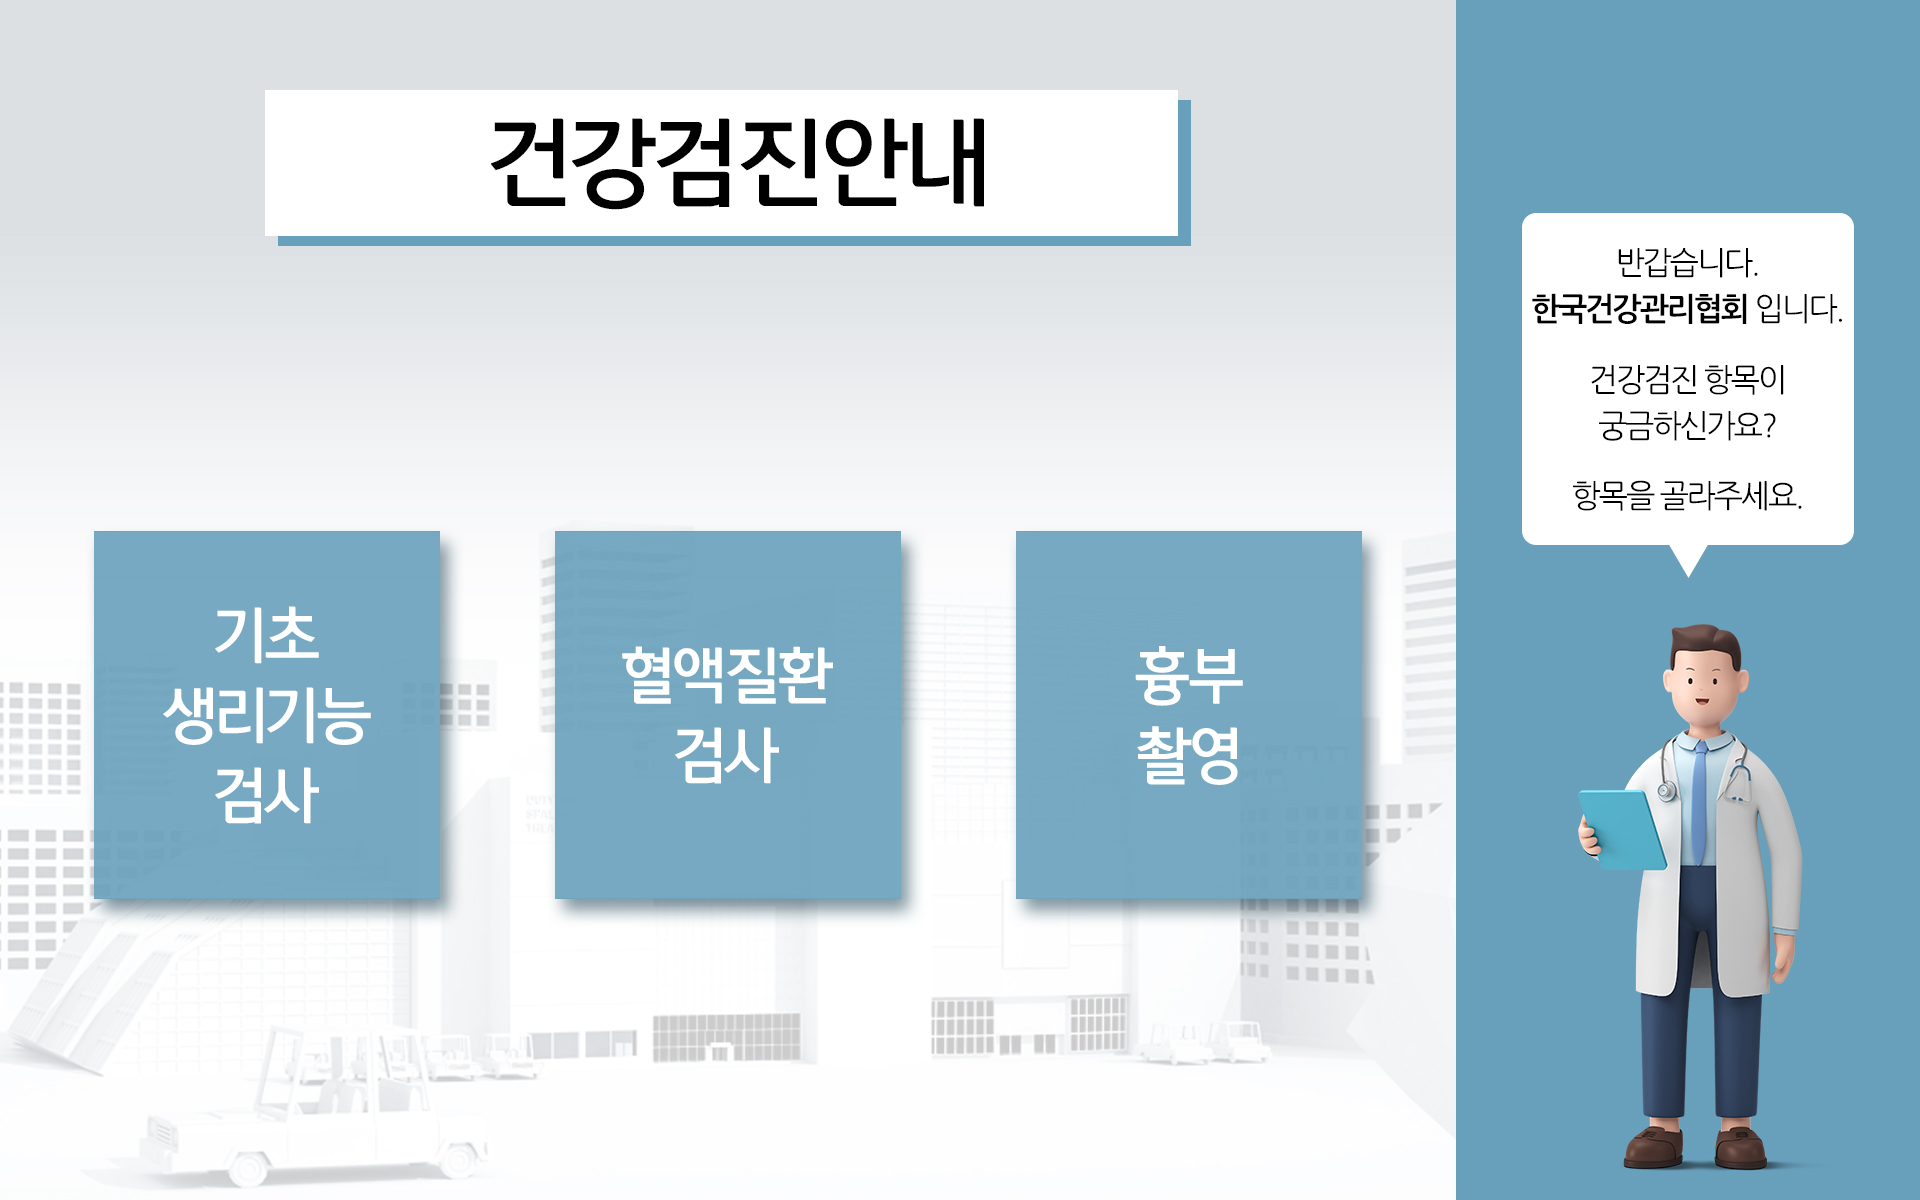 건강검진안내
기초
생리기능
검사
혈액질환
검사
흉부
촬영
반갑습니다.
한국건강관리협회 입니다.
건강검진 항목이
궁금하신가요?
항목을 골라주세요.